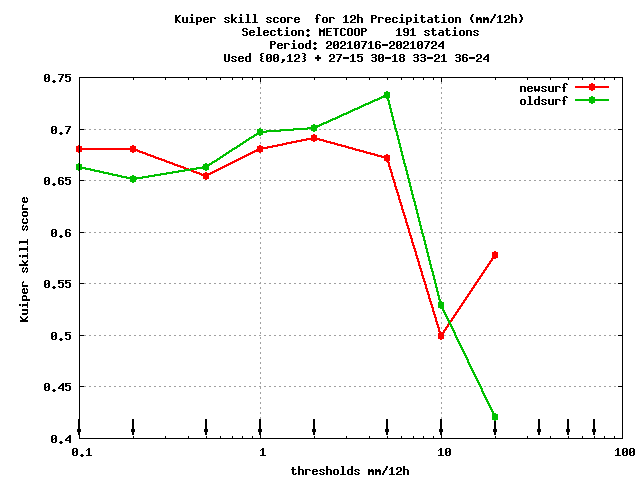 Kuiper skill score  for 12h Precipitation (mm/12h)
Selection: METCOOP    191 stations
Period: 20210716-20210724
Used {00,12} + 27-15 30-18 33-21 36-24
newsurf
oldsurf
0.75
0.7
0.65
0.6
0.55
0.5
0.45
0.4
Kuiper skill score
0.1
1
10
100
thresholds mm/12h